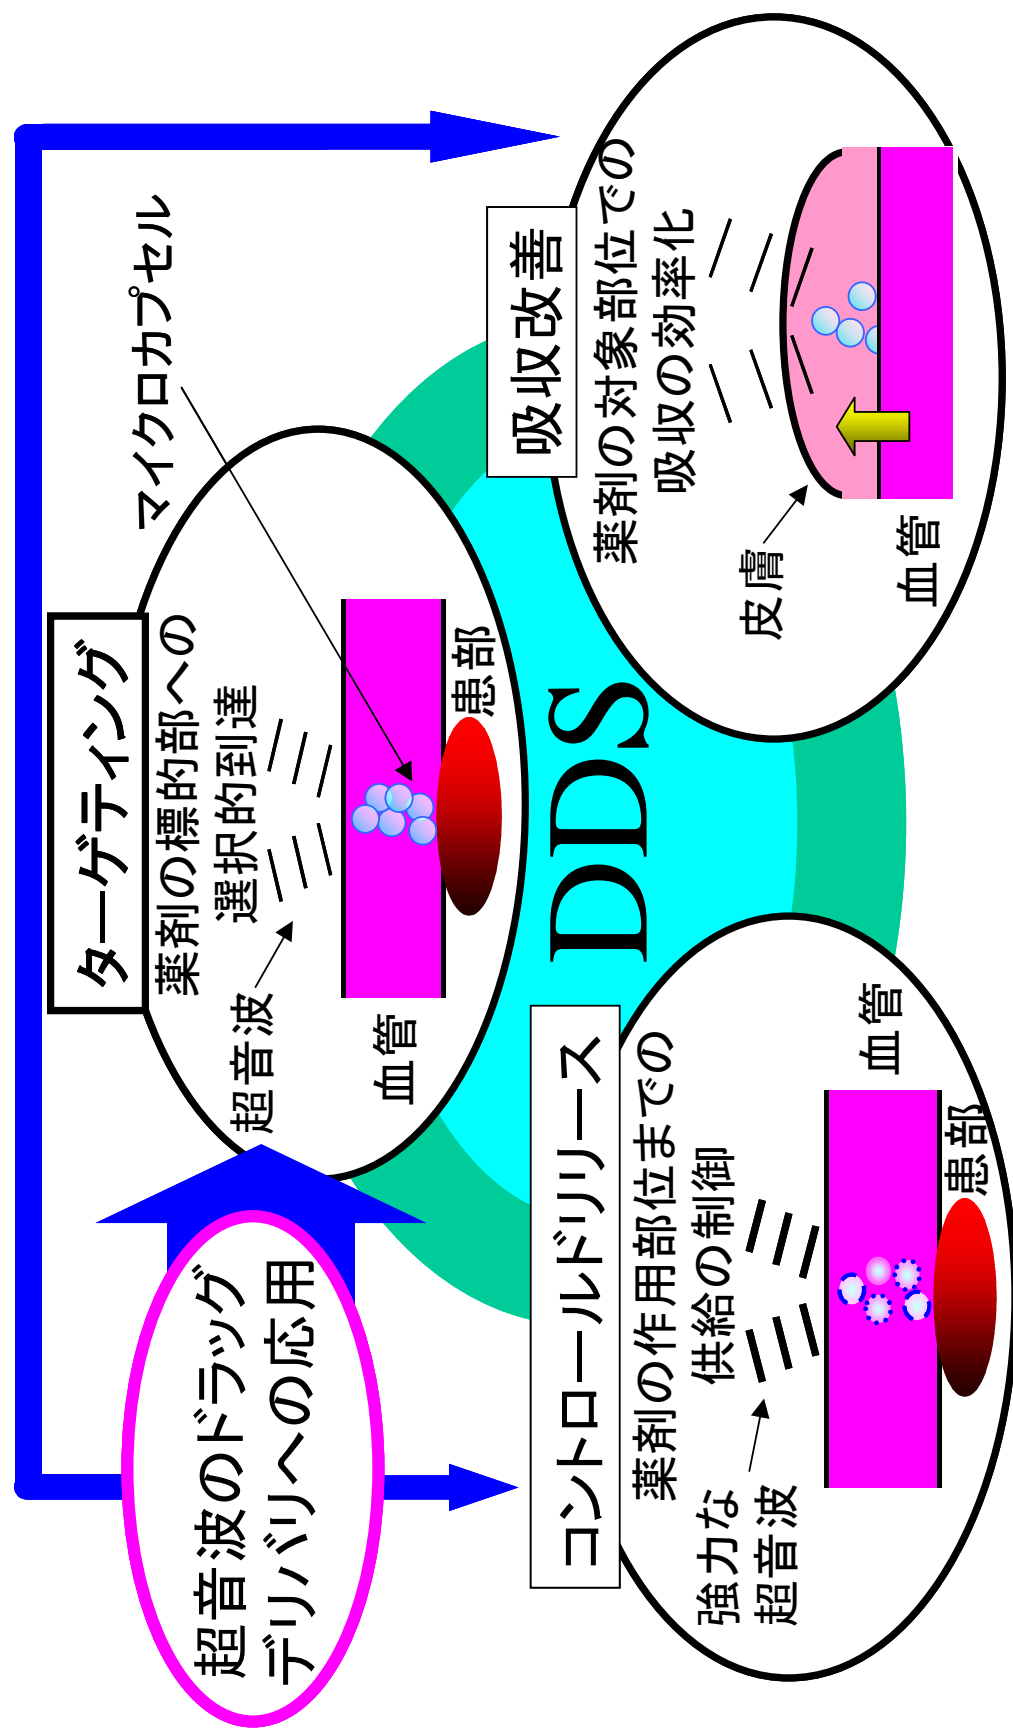 超音波のドラッグ
デリバリへの応用
ターゲティング
薬剤の標的部への
選択的到達
超音波
血管
患部
マイクロカプセル
DDS
コントロールドリリース
薬剤の作用部位までの
供給の制御
強力な
超音波
血管
患部
吸収改善
薬剤の対象部位での
吸収の効率化
皮膚
血管